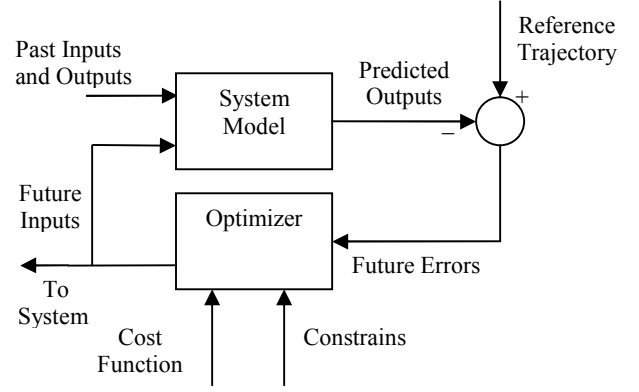 Reference
Trajectory
Past Inputs
and Outputs
System
Model
Predicted
Outputs
+
–
Future
Inputs
Optimizer
Future Errors
To
System
Cost
Function
Constrains